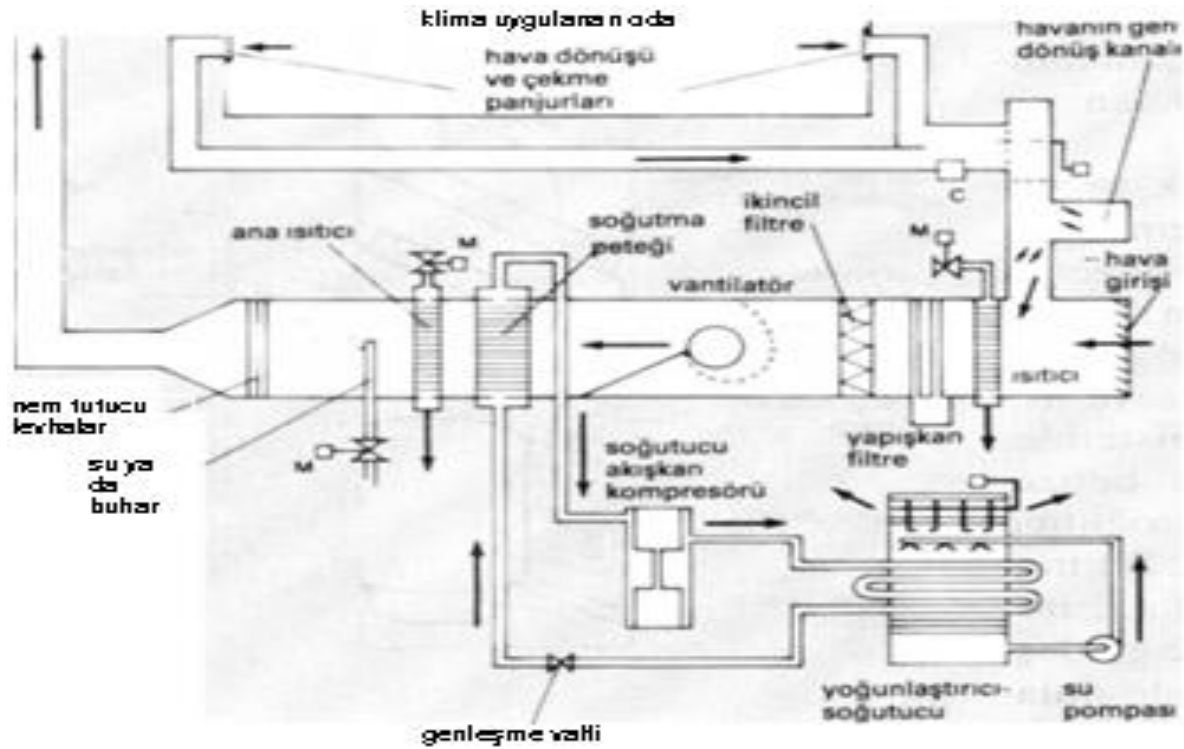 klima uygulanan oda
hava dönüşü
ve çekme
panjurları
havanın geri
dönüş kanalı
C
ana ısıtıcı
M
soğutma
peteği
ikincil
filtre
M
vantilatör
hava
girişi
ısıtıcı
nem tutucu
levhalar
su ya
da
buhar
M
soğutucu
akışkan
kompresörü
yapışkan
filtre
yoğunlaştırıcı-
soğutucu
su
pompası
genleşme valfi